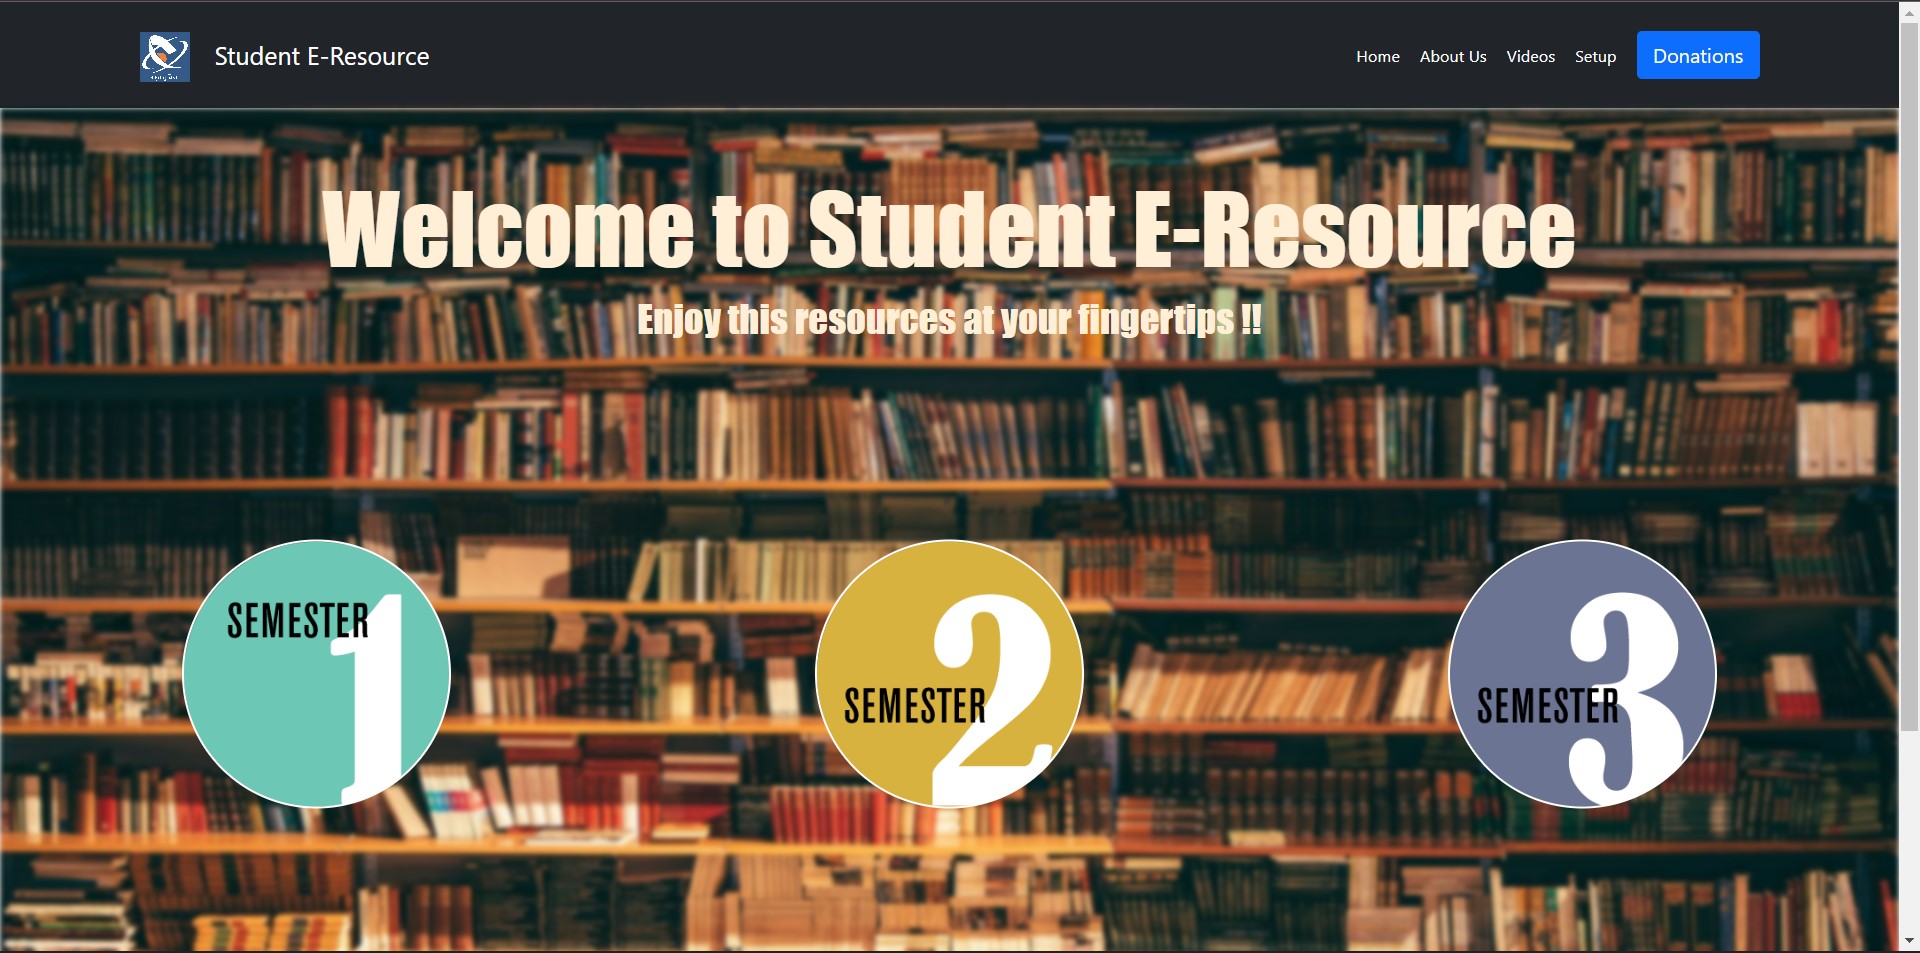 Student E-Resource
Home About Us Videos Setup Donations
Welcome to Student E-Resource
Enjoy this resources at your fingertips !!
SEMESTER 1
SEMESTER 2
SEMESTER 3